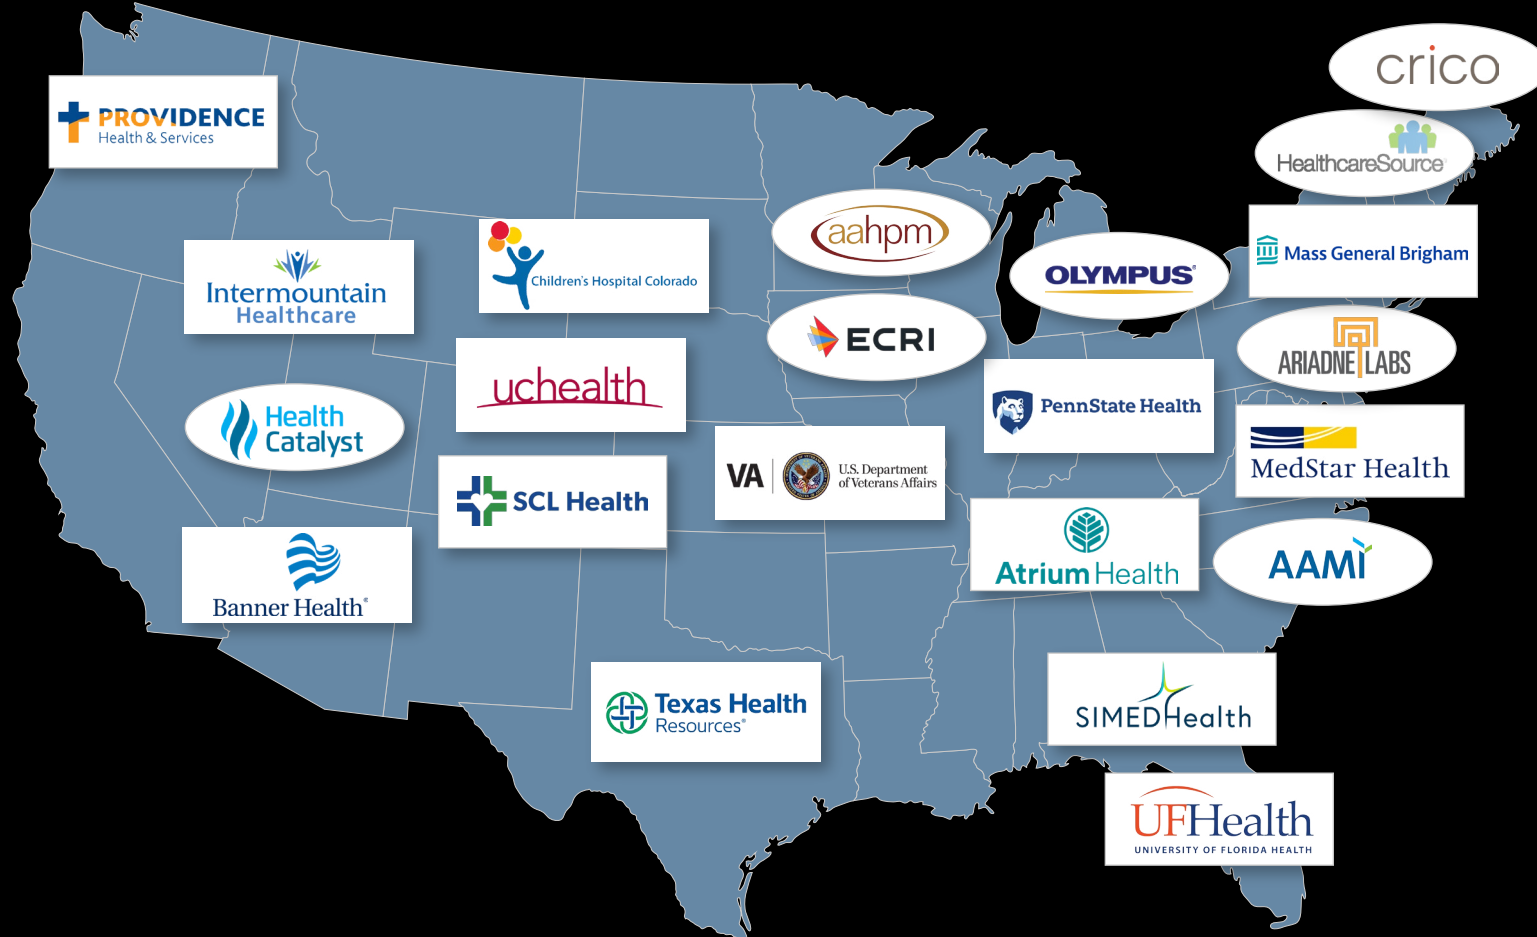 crico
PROVIDENCE
Health & Services
HealthcareSource
aahpm
Mass General Brigham
OLYMPUS®
Children's Hospital Colorado
Intermountain
Healthcare
ECRI
ARIADNE LABS
uchealth
PennState Health
Health
Catalyst
MedStar Health
VA
U.S. Department
of Veterans Affairs
SCL Health
Atrium Health
AAMI
Banner Health®
Texas Health
Resources®
SIMEDHealth
UFHealth
UNIVERSITY OF FLORIDA HEALTH